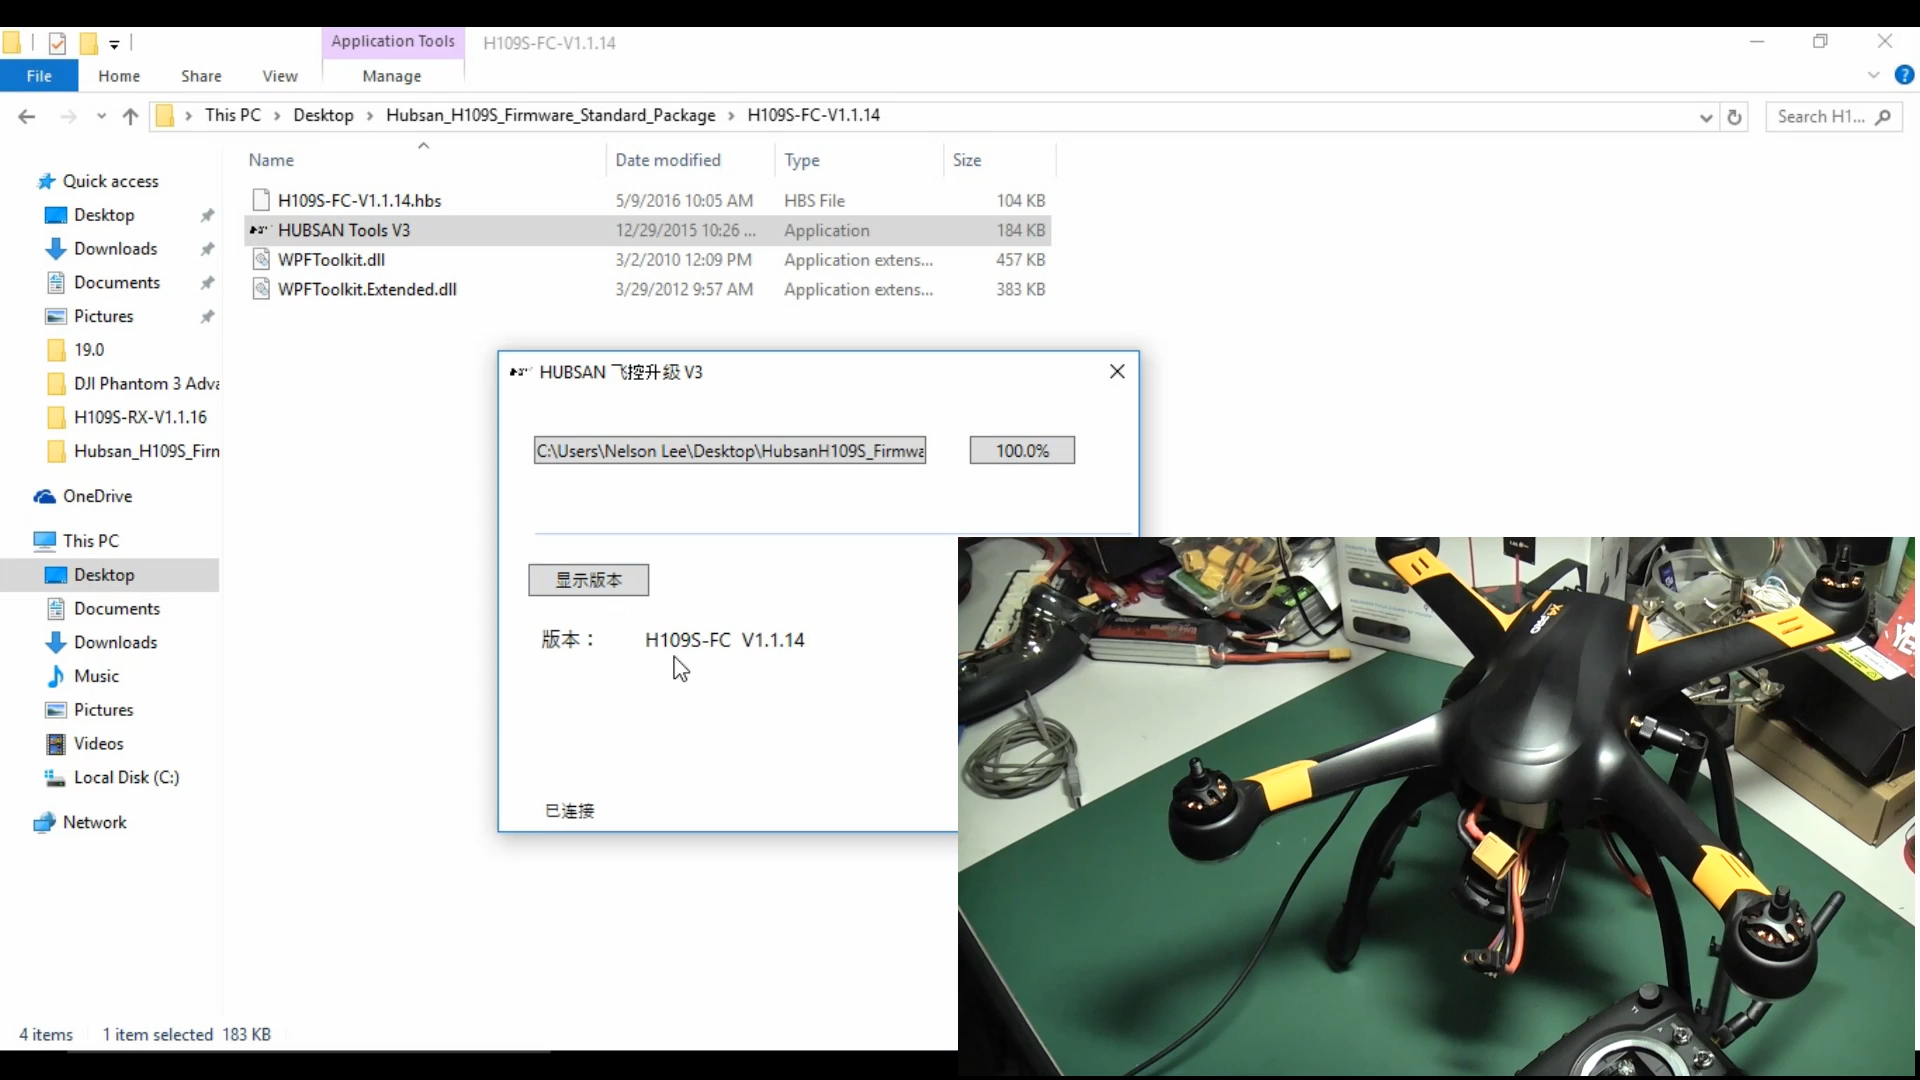 Application Tools
H109S-FC-V1.1.14
File
Home
Share
View
Manage
This PC
Desktop
Hubsan_H109S_Firmware_Standard_Package
H109S-FC-V1.1.14
Search H1...
Name
Date modified
Type
Size
H109S-FC-V1.1.14.hbs 5/9/2016 10:05 AM HBS File 104 KB
HUBSAN Tools V3 12/29/2015 10:26 ... Application 184 KB
WPFToolkit.dll 3/2/2010 12:09 PM Application extens... 457 KB
WPFToolkit.Extended.dll 3/29/2012 9:57 AM Application extens... 383 KB
Quick access
Desktop
Downloads
Documents
Pictures
19.0
DJI Phantom 3 Adva
H109S-RX-V1.1.16
Hubsan_H109S_Firn
OneDrive
This PC
Desktop
Documents
Downloads
Music
Pictures
Videos
Local Disk (C:)
Network
HUBSAN 飞控升级 V3
C:\Users\Nelson Lee\Desktop\HubsanH109S_Firmwa
100.0%
显示版本
版本： H109S-FC V1.1.14
已连接
X4 PRO
4 items 1 item selected 183 KB